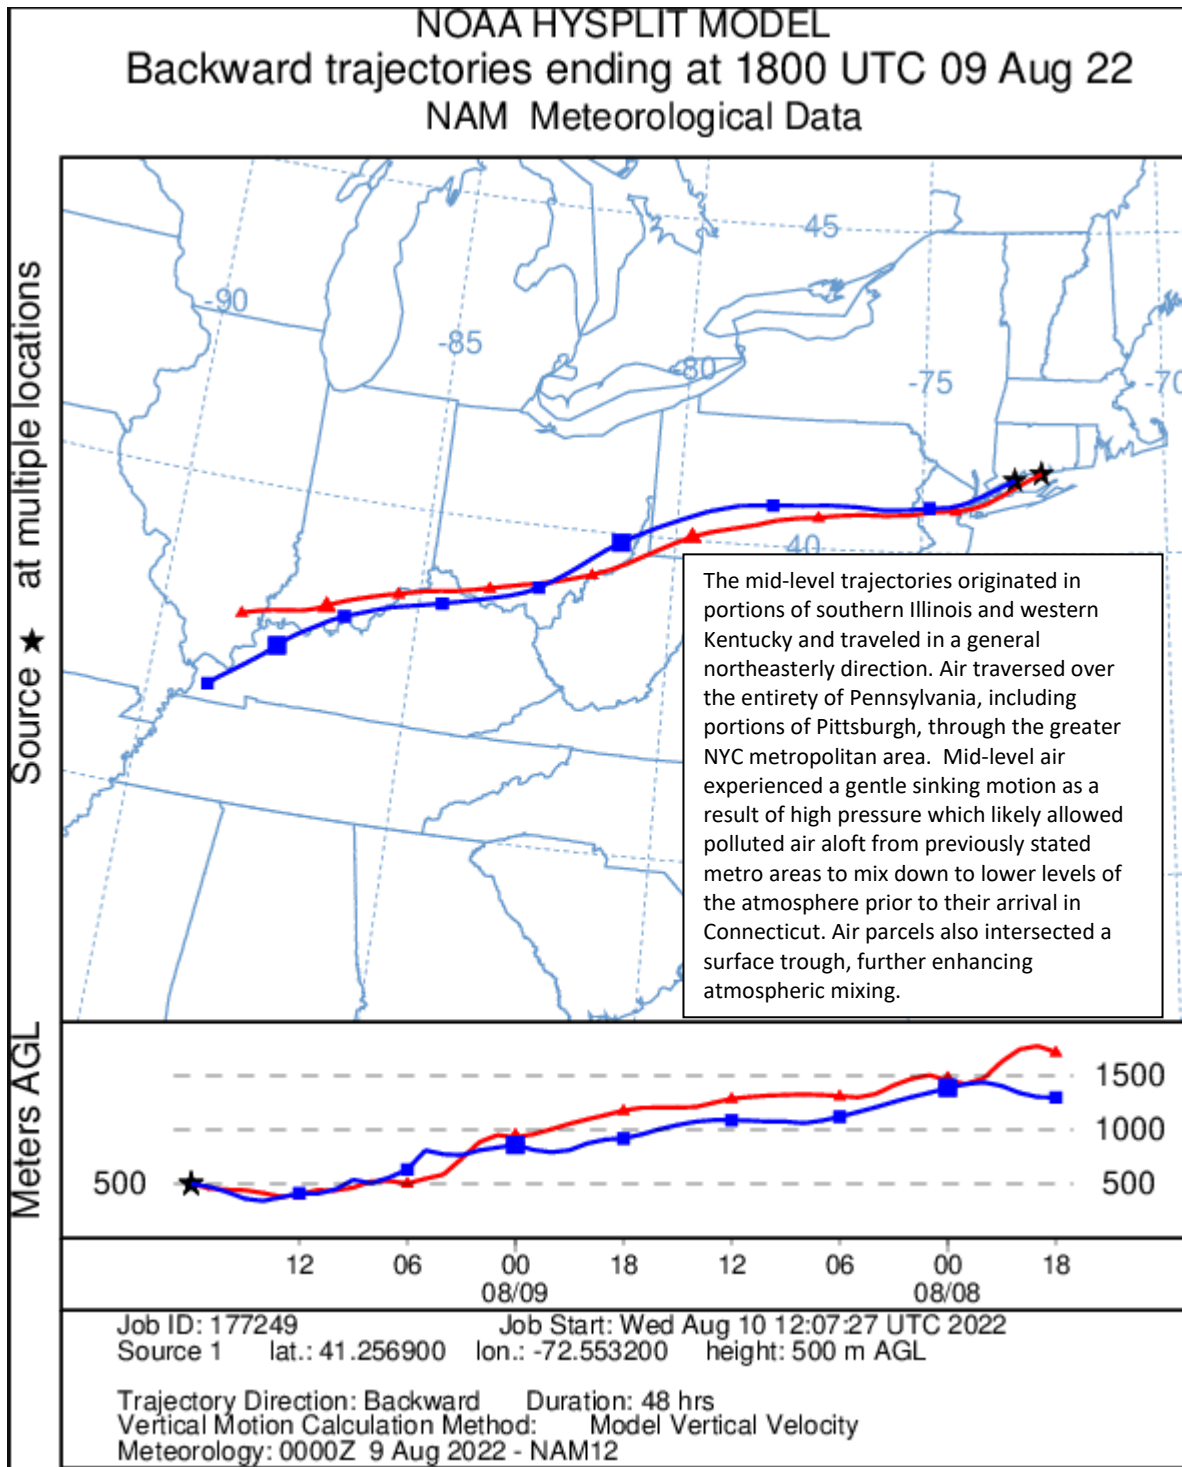 NOAA HYSPLIT MODEL
Backward trajectories ending at 1800 UTC 09 Aug 22
NAM Meteorological Data
Source ★ at multiple locations
45
-90
-85
-80
-75
-70
40
The mid-level trajectories originated in
portions of southern Illinois and western
Kentucky and traveled in a general
northeasterly direction. Air traversed over
the entirety of Pennsylvania, including
portions of Pittsburgh, through the greater
NYC metropolitan area. Mid-level air
experienced a gentle sinking motion as a
result of high pressure which likely allowed
polluted air aloft from previously stated
metro areas to mix down to lower levels of
the atmosphere prior to their arrival in
Connecticut. Air parcels also intersected a
surface trough, further enhancing
atmospheric mixing.
Meters AGL
1500
1000
500 500
12 06 00 18 12 06 00 18
08/09 08/08
Job ID: 177249 Job Start: Wed Aug 10 12:07:27 UTC 2022
Source 1 lat.: 41.256900 lon.: -72.553200 height: 500 m AGL
Trajectory Direction: Backward Duration: 48 hrs
Vertical Motion Calculation Method: Model Vertical Velocity
Meteorology: 0000Z 9 Aug 2022 - NAM12